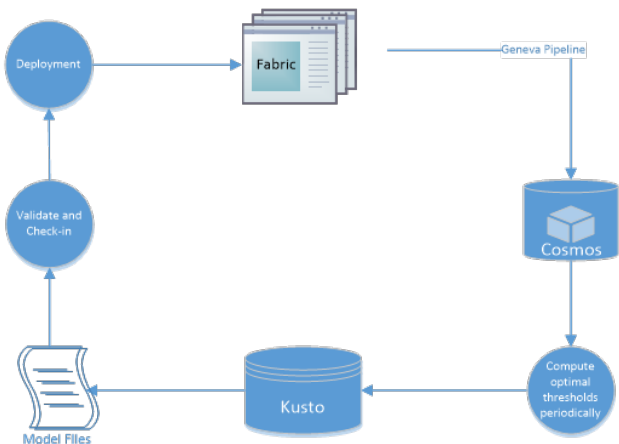 Deployment
Fabric
Geneva Pipeline
Validate and
Check-in
Cosmos
Compute
optimal
thresholds
periodically
Kusto
Model Files